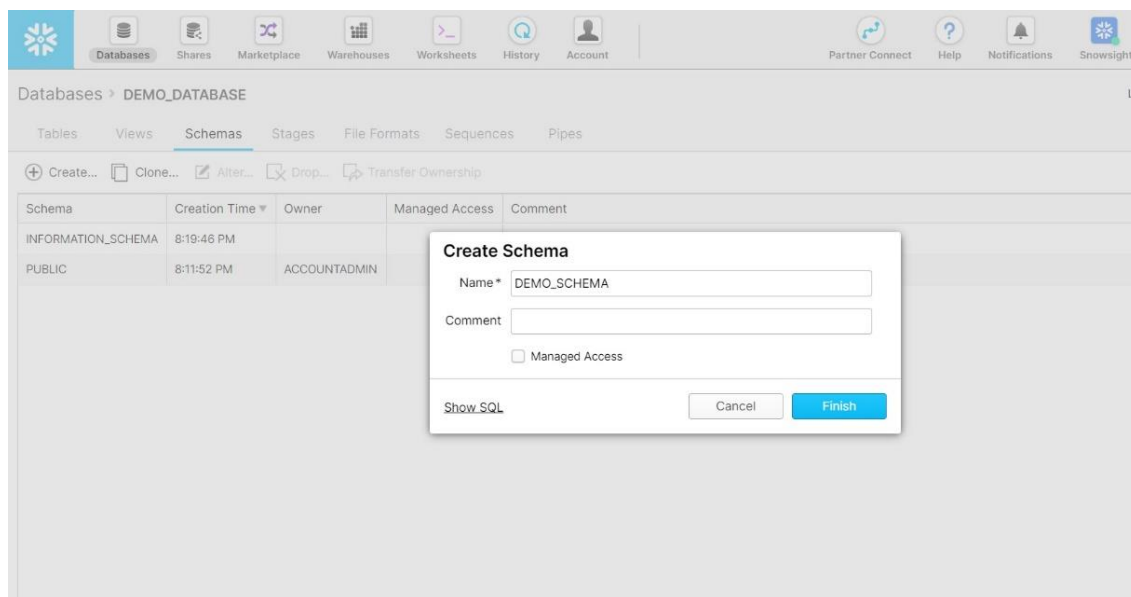 Databases Shares Marketplace Warehouses Worksheets History Account Partner Connect Help Notifications Snowsight
Databases > DEMO_DATABASE
Tables Views Schemas Stages File Formats Sequences Pipes
Create... Clone... Alter... Drop... Transfer Ownership
Schema Creation Time Owner Managed Access Comment
INFORMATION_SCHEMA 8:19:46 PM
PUBLIC 8:11:52 PM ACCOUNTADMIN
Create Schema
Name* DEMO_SCHEMA
Comment
Managed Access
Show SQL Cancel Finish